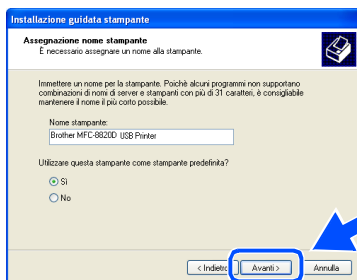 Installazione guidata stampante
Assegnazione nome stampante
È necessario assegnare un nome alla stampante.
Immettere un nome per la stampante. Poichè alcuni programmi non supportano
combinazioni di nomi di server e stampanti con più di 31 caratteri, è consigliabile
mantenere il nome il più corto possibile.
Nome stampante:
Brother MFC-8820D USB Printer
Utilizzare questa stampante come stampante predefinita?
Sì
No
< Indietro
Avanti >
Annulla